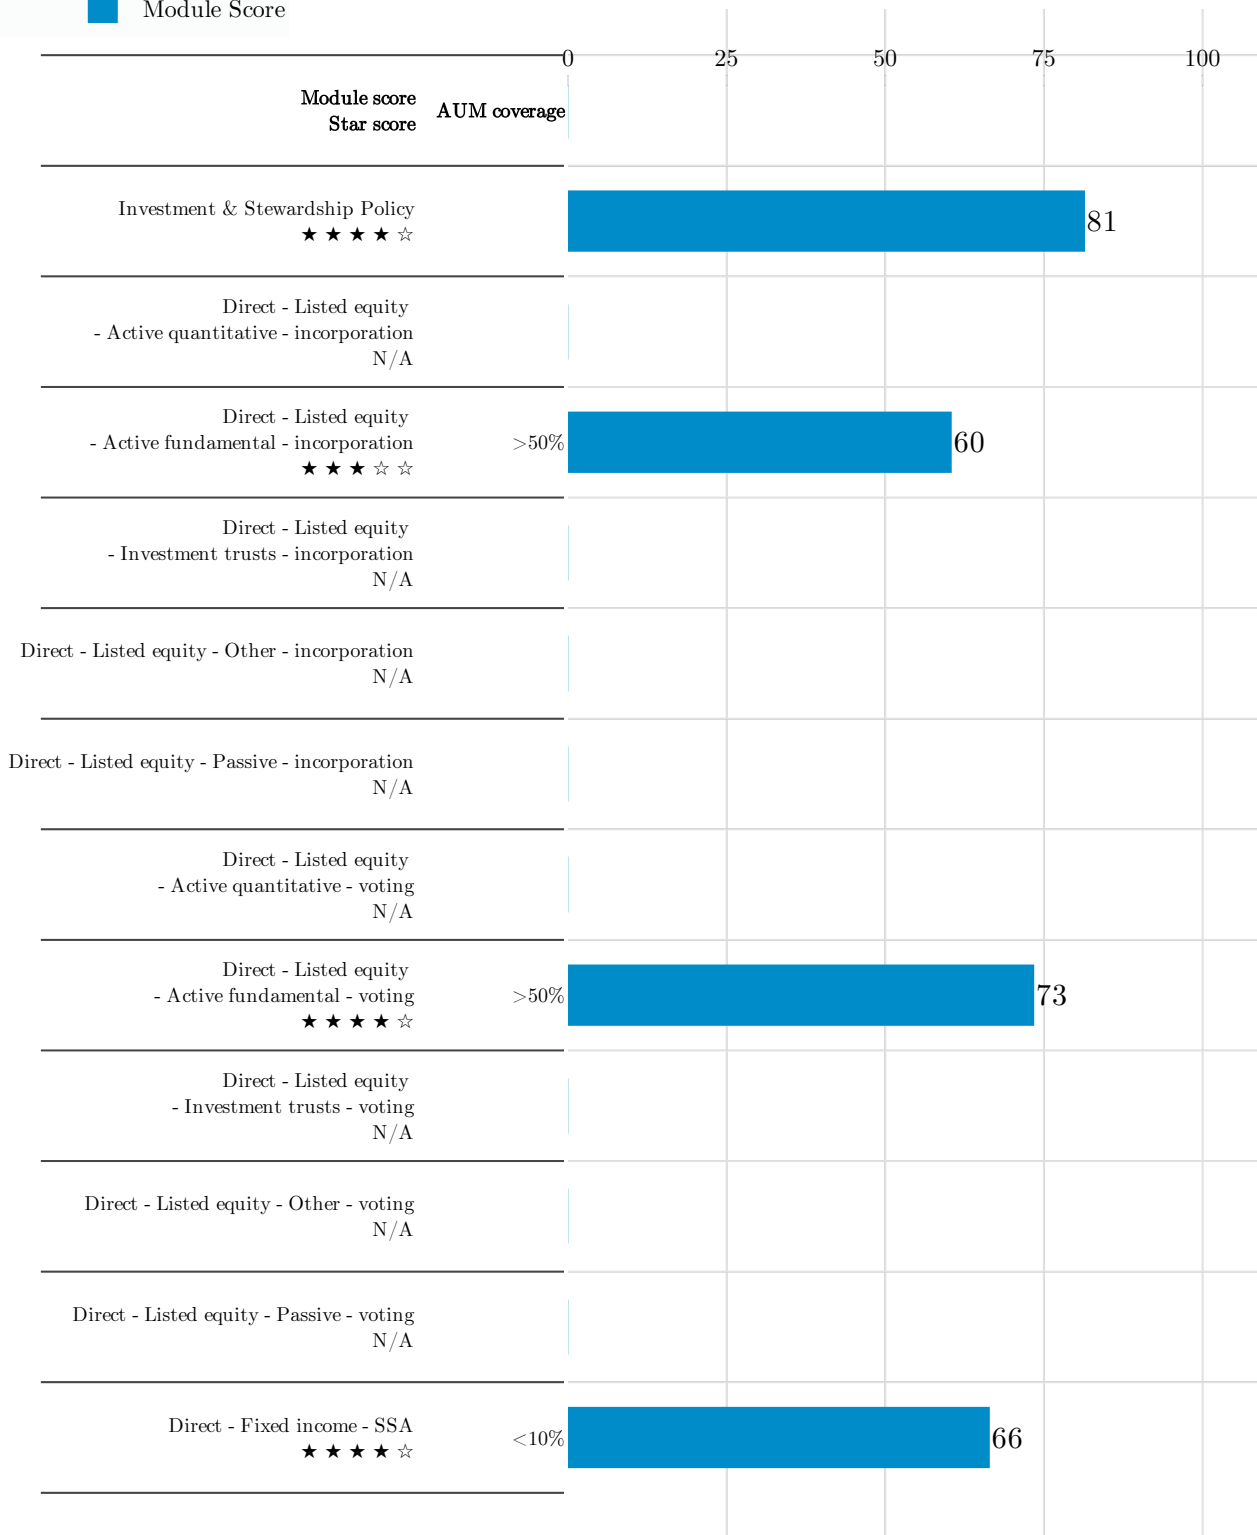 Module Score
0 25 50 75 100
Module score
Star score
AUM coverage
Investment & Stewardship Policy
★ ★ ★ ★ ☆
81
Direct - Listed equity
- Active quantitative - incorporation
N/A
Direct - Listed equity
- Active fundamental - incorporation
★ ★ ★ ☆ ☆
>50%
60
Direct - Listed equity
- Investment trusts - incorporation
N/A
Direct - Listed equity - Other - incorporation
N/A
Direct - Listed equity - Passive - incorporation
N/A
Direct - Listed equity
- Active quantitative - voting
N/A
Direct - Listed equity
- Active fundamental - voting
★ ★ ★ ★ ☆
>50%
73
Direct - Listed equity
- Investment trusts - voting
N/A
Direct - Listed equity - Other - voting
N/A
Direct - Listed equity - Passive - voting
N/A
Direct - Fixed income - SSA
★ ★ ★ ★ ☆
<10%
66